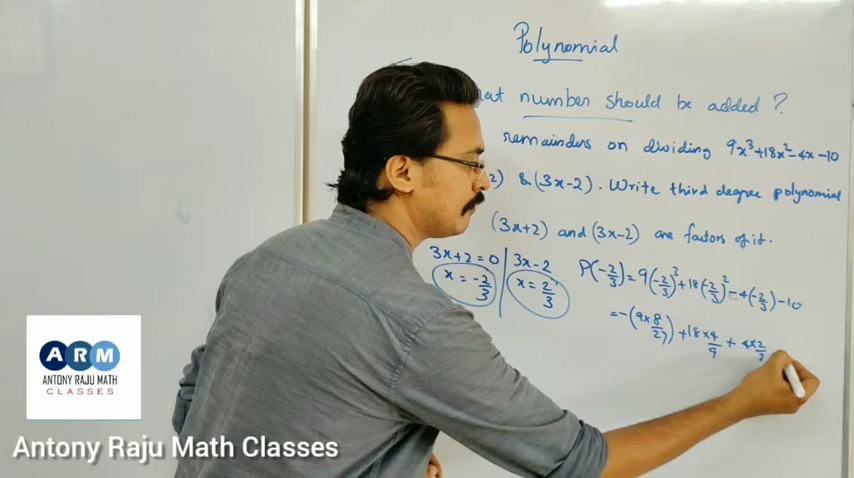 Polynomial
at number should be added ?
remainders on dividing 9x³+18x²-4x-10
2) & (3x-2). Write third degree polynomial
(3x+2) and (3x-2) are factors of it.
3x+2=0 | 3x-2 P(-2/3) = 9(-2/3)³+18(-2/3)²-4(-2/3)-10
x = -2/3 | x = 2/3
=-(9×8/27)+18×4/9 + 4×2/3
ARM
ANTONY RAJU MATH
CLASSES
Antony Raju Math Classes